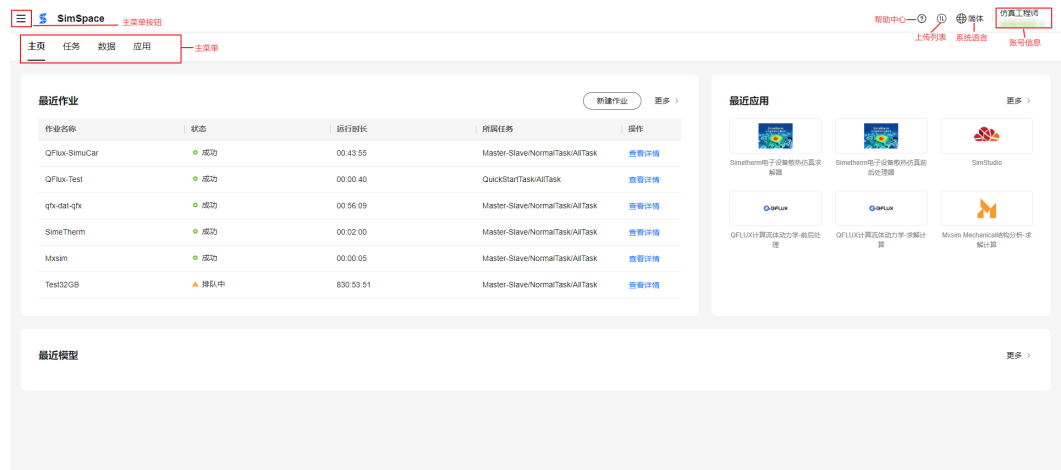 SimSpace
主菜单按钮
帮助中心
简体
仿真工程师
上传列表
系统语言
账号信息
主页 任务 数据 应用
主菜单
最近作业
新建作业
更多
作业名称 状态 运行时长 所属任务 操作
QFlux-SimuCar 成功 00:43:55 Master-Slave/NormalTask/AllTask 查看详情
QFlux-Test 成功 00:00:40 QuickStartTask/AllTask 查看详情
qfx-dat-qfx 成功 00:56:09 Master-Slave/NormalTask/AllTask 查看详情
SimeTherm 成功 00:02:00 Master-Slave/NormalTask/AllTask 查看详情
Mxsim 成功 00:00:05 Master-Slave/NormalTask/AllTask 查看详情
Test32GB 排队中 830:53:51 Master-Slave/NormalTask/AllTask 查看详情
最近应用
更多
Simetherm电子设备散热仿真求
解器
Simetherm电子设备散热仿真前
后处理器
SimStudio
QFLUX
QFLUX
QFLUX计算流体动力学-前后处
理
QFLUX计算流体动力学-求解计
算
Mxsim Mechanical结构分析-求
解计算
最近模型
更多